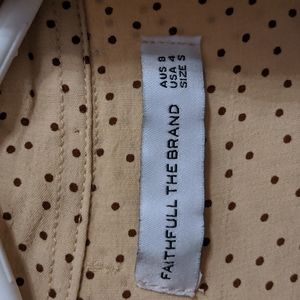 FAITHFULL THE BRAND
AUS 8
USA 4
SIZE S